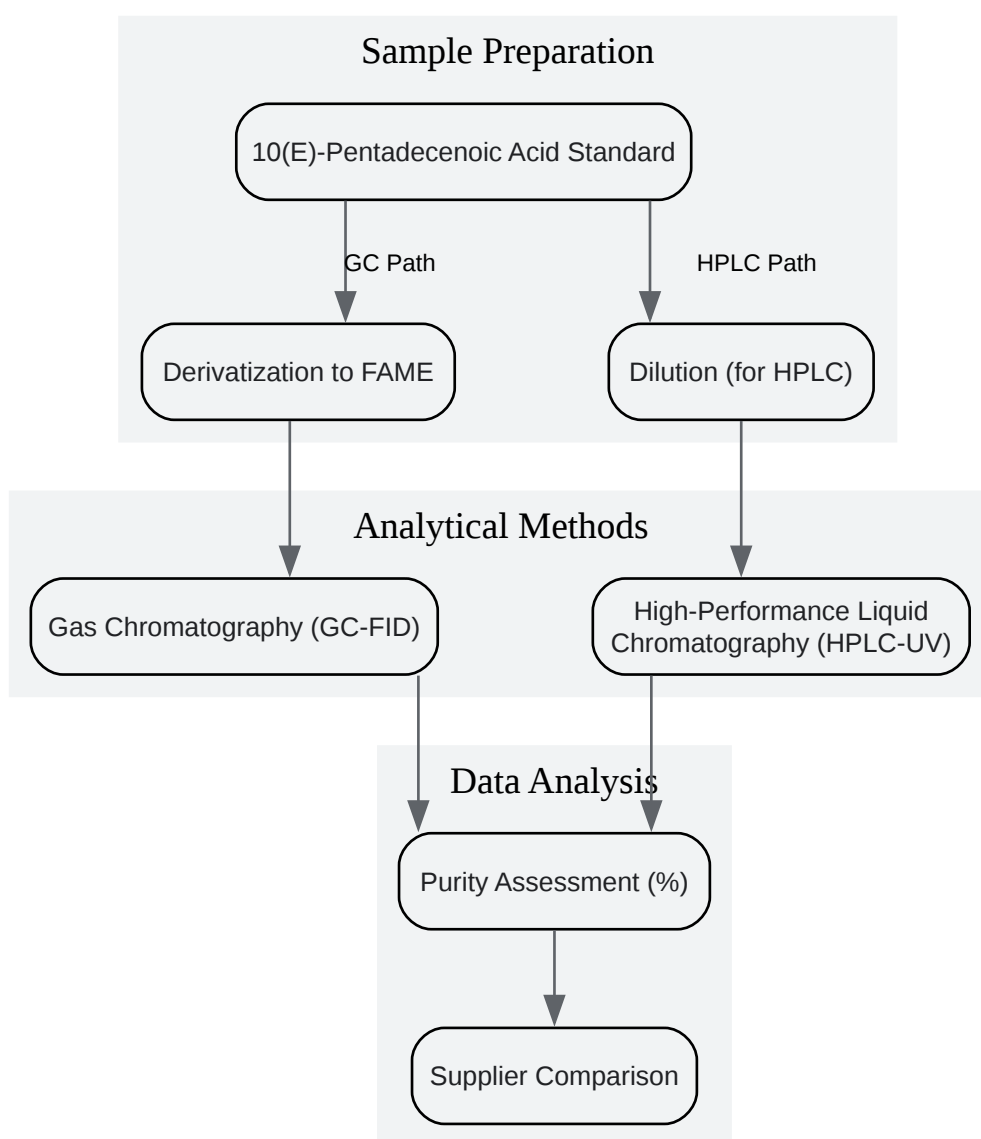 Sample Preparation
10(E)-Pentadecenoic Acid Standard
GC Path
HPLC Path
Derivatization to FAME
Dilution (for HPLC)
Analytical Methods
Gas Chromatography (GC-FID)
High-Performance Liquid
Chromatography (HPLC-UV)
Data Analysis
Purity Assessment (%)
Supplier Comparison